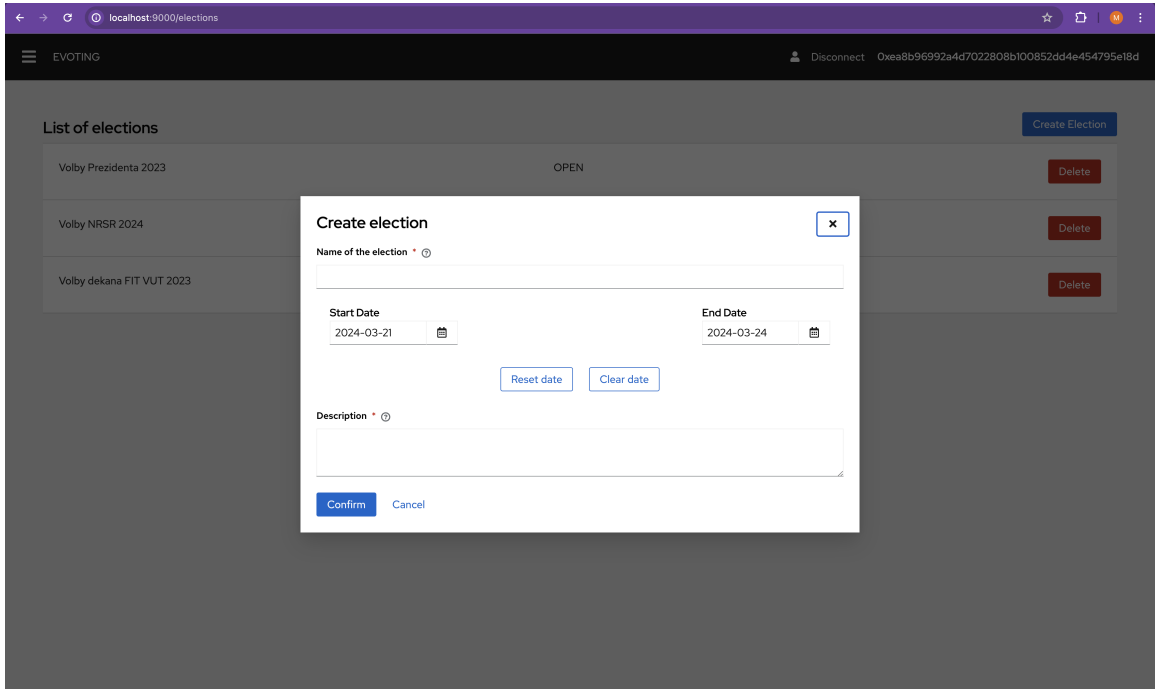 localhost:9000/elections
M
EVOTING
Disconnect 0xea8b96992a4d7022808b100852dd4e454795e18d
List of elections
Create Election
Volby Prezidenta 2023 OPEN Delete
Volby NRSR 2024 Delete
Volby dekana FIT VUT 2023 Delete
Create election
Name of the election *
Start Date End Date
2024-03-21 2024-03-24
Reset date Clear date
Description *
Confirm Cancel